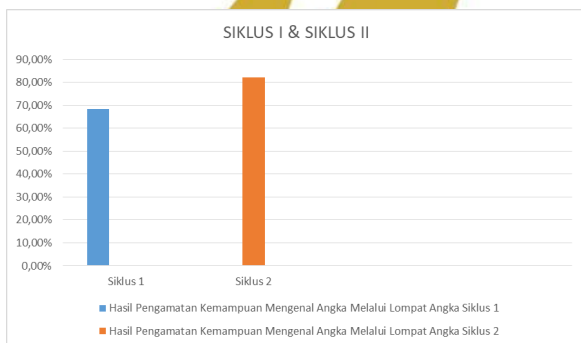 SIKLUS I & SIKLUS II
90,00%
80,00%
70,00%
60,00%
50,00%
40,00%
30,00%
20,00%
10,00%
0,00%
Siklus 1 Siklus 2
Hasil Pengamatan Kemampuan Mengenal Angka Melalui Lompat Angka Siklus 1
Hasil Pengamatan Kemampuan Mengenal Angka Melalui Lompat Angka Siklus 2